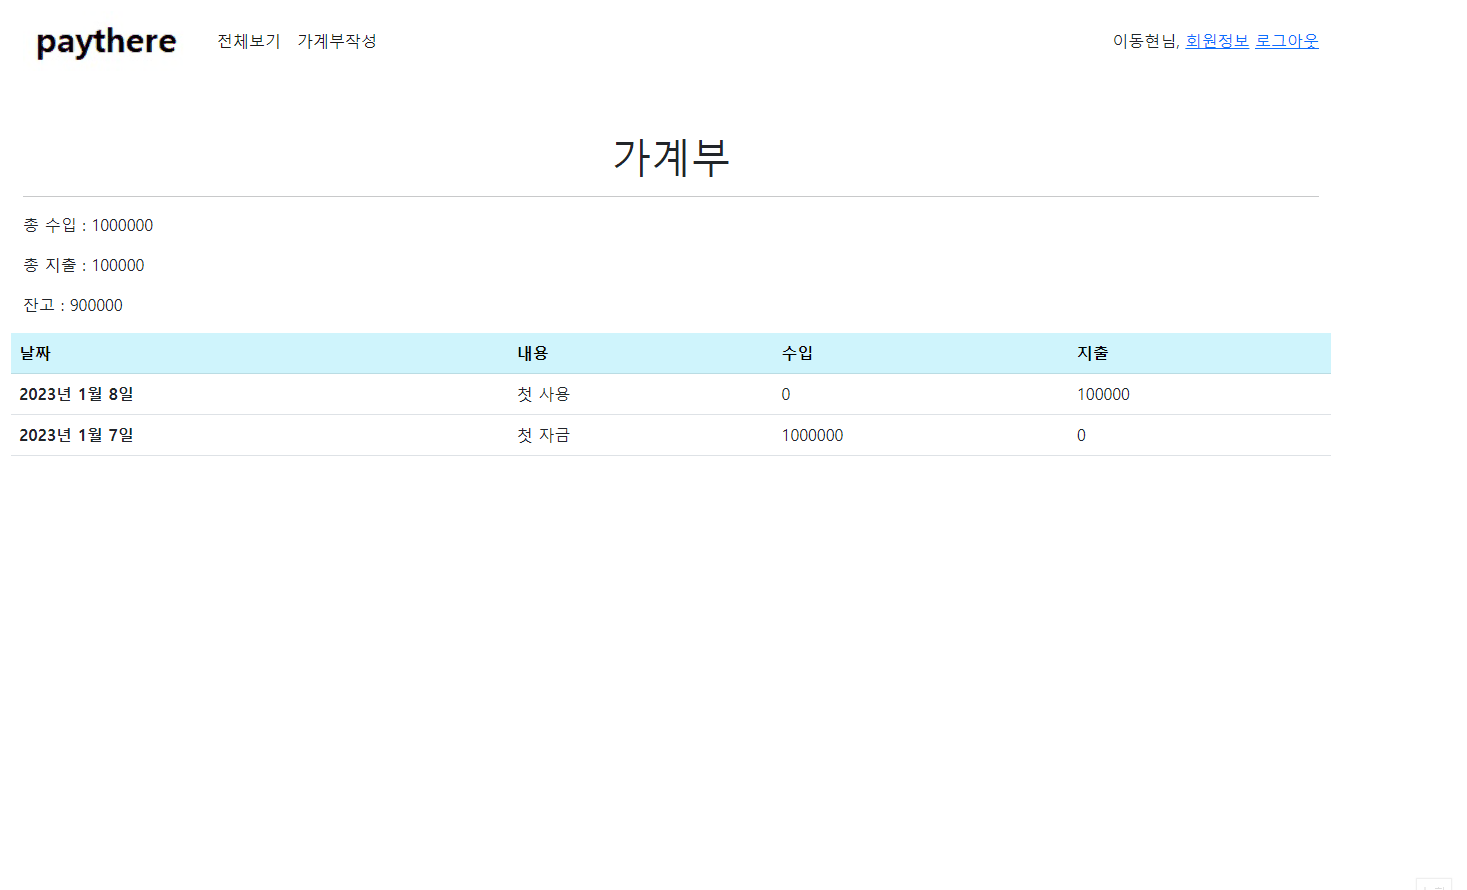 paythere 전체보기 가계부작성 이동현님, 회원정보 로그아웃
가계부
총 수입 : 1000000
총 지출 : 100000
잔고 : 900000
날짜 내용 수입 지출
2023년 1월 8일 첫 사용 0 100000
2023년 1월 7일 첫 자금 1000000 0